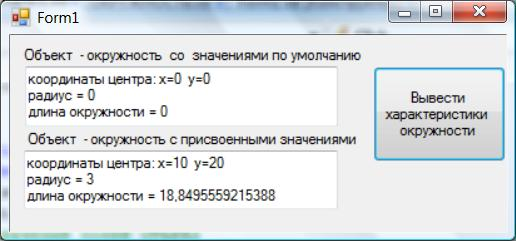 Form1
Объект - окружность со значениями по умолчанию
координаты центра: x=0 y=0
радиус = 0
длина окружности = 0
Вывести
характеристики
окружности
Объект - окружность с присвоенными значениями
координаты центра: x=10 y=20
радиус = 3
длина окружности = 18,8495559215388